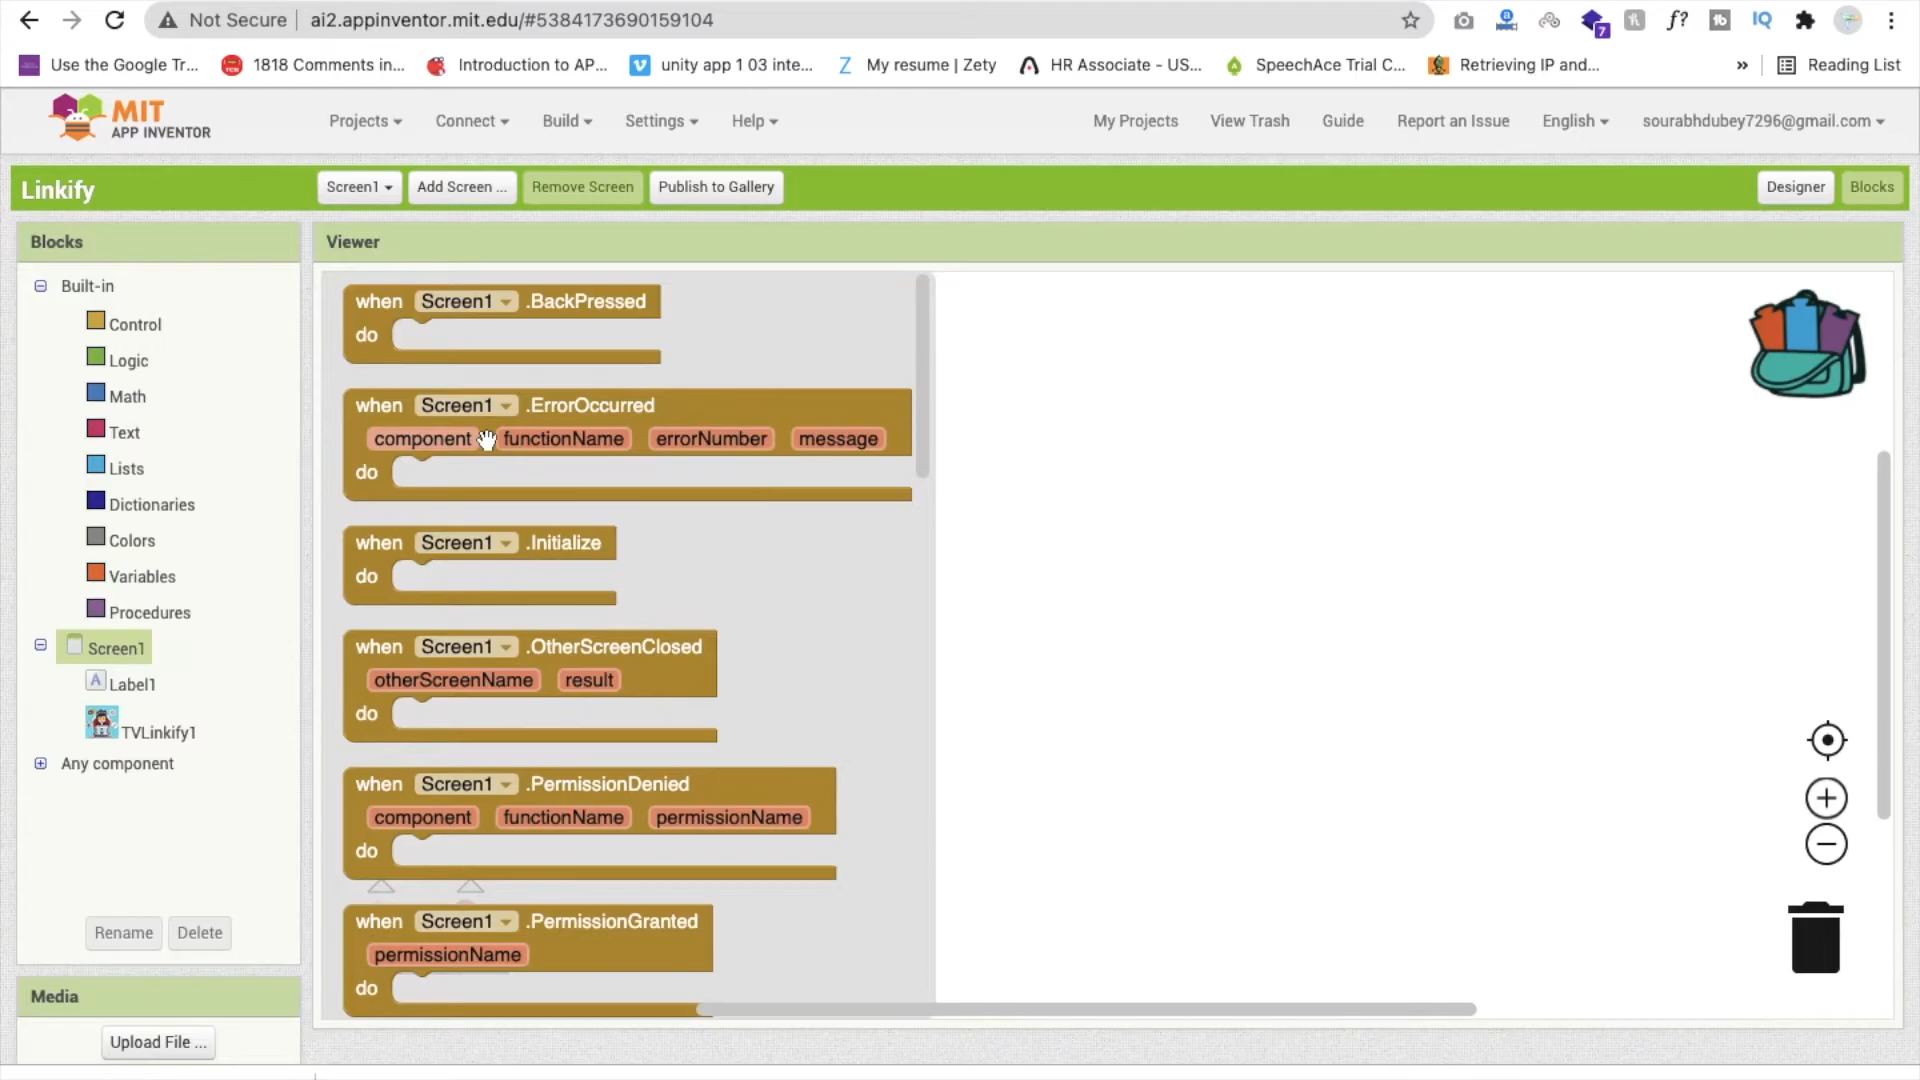 Not Secure ai2.appinventor.mit.edu/#5384173690159104
7 f? tb IQ
Use the Google Tr... 1818 Comments in... Introduction to AP... unity app 1 03 inte... Z My resume | Zety HR Associate - US... SpeechAce Trial C... Retrieving IP and... » Reading List
MIT
APP INVENTOR
Projects Connect Build Settings Help My Projects View Trash Guide Report an Issue English sourabhdubey7296@gmail.com
Linkify Screen1 Add Screen ... Remove Screen Publish to Gallery Designer Blocks
Blocks
Built-in
Control
Logic
Math
Text
Lists
Dictionaries
Colors
Variables
Procedures
Screen1
A Label1
TVLinkify1
Any component
Rename Delete
Media
Upload File ...
Viewer
when Screen1 .BackPressed
do
when Screen1 .ErrorOccurred
component functionName errorNumber message
do
when Screen1 .Initialize
do
when Screen1 .OtherScreenClosed
otherScreenName result
do
when Screen1 .PermissionDenied
component functionName permissionName
do
when Screen1 .PermissionGranted
permissionName
do